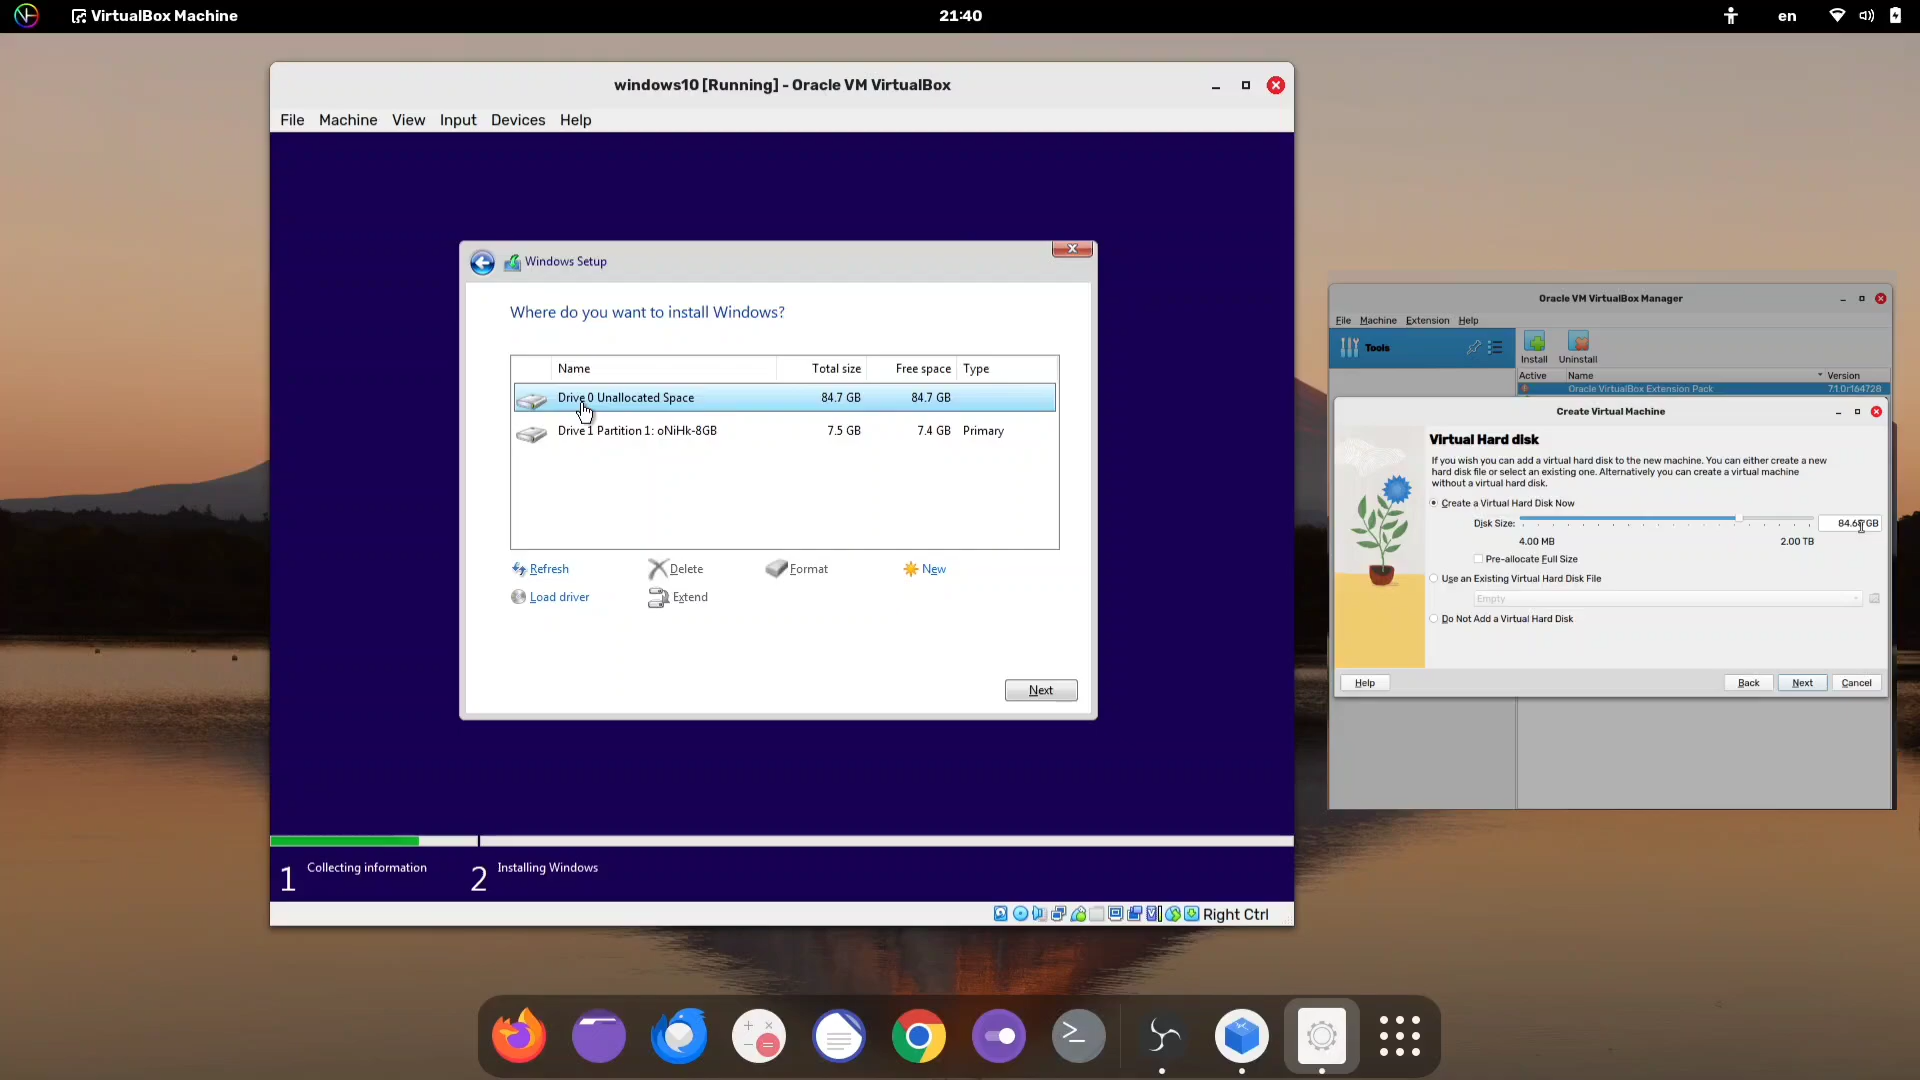 VirtualBox Machine
21:40
en
windows10 [Running] - Oracle VM VirtualBox
File Machine View Input Devices Help
Windows Setup
Where do you want to install Windows?
Name Total size Free space Type
Drive 0 Unallocated Space 84.7 GB 84.7 GB
Drive 1 Partition 1: oNiHk-8GB 7.5 GB 7.4 GB Primary
Refresh Delete Format New
Load driver Extend
Next
1 Collecting information 2 Installing Windows
Right Ctrl
Oracle VM VirtualBox Manager
File Machine Extension Help
Tools
Install Uninstall
Active Name Version
Oracle VirtualBox Extension Pack 7.1.0r164728
Create Virtual Machine
Virtual Hard disk
If you wish you can add a virtual hard disk to the new machine. You can either create a new
hard disk file or select an existing one. Alternatively you can create a virtual machine
without a virtual hard disk.
Create a Virtual Hard Disk Now
Disk Size: GB
4.00 MB 2.00 TB
Pre-allocate Full Size
Use an Existing Virtual Hard Disk File
Empty
Do Not Add a Virtual Hard Disk
Help Back Next Cancel